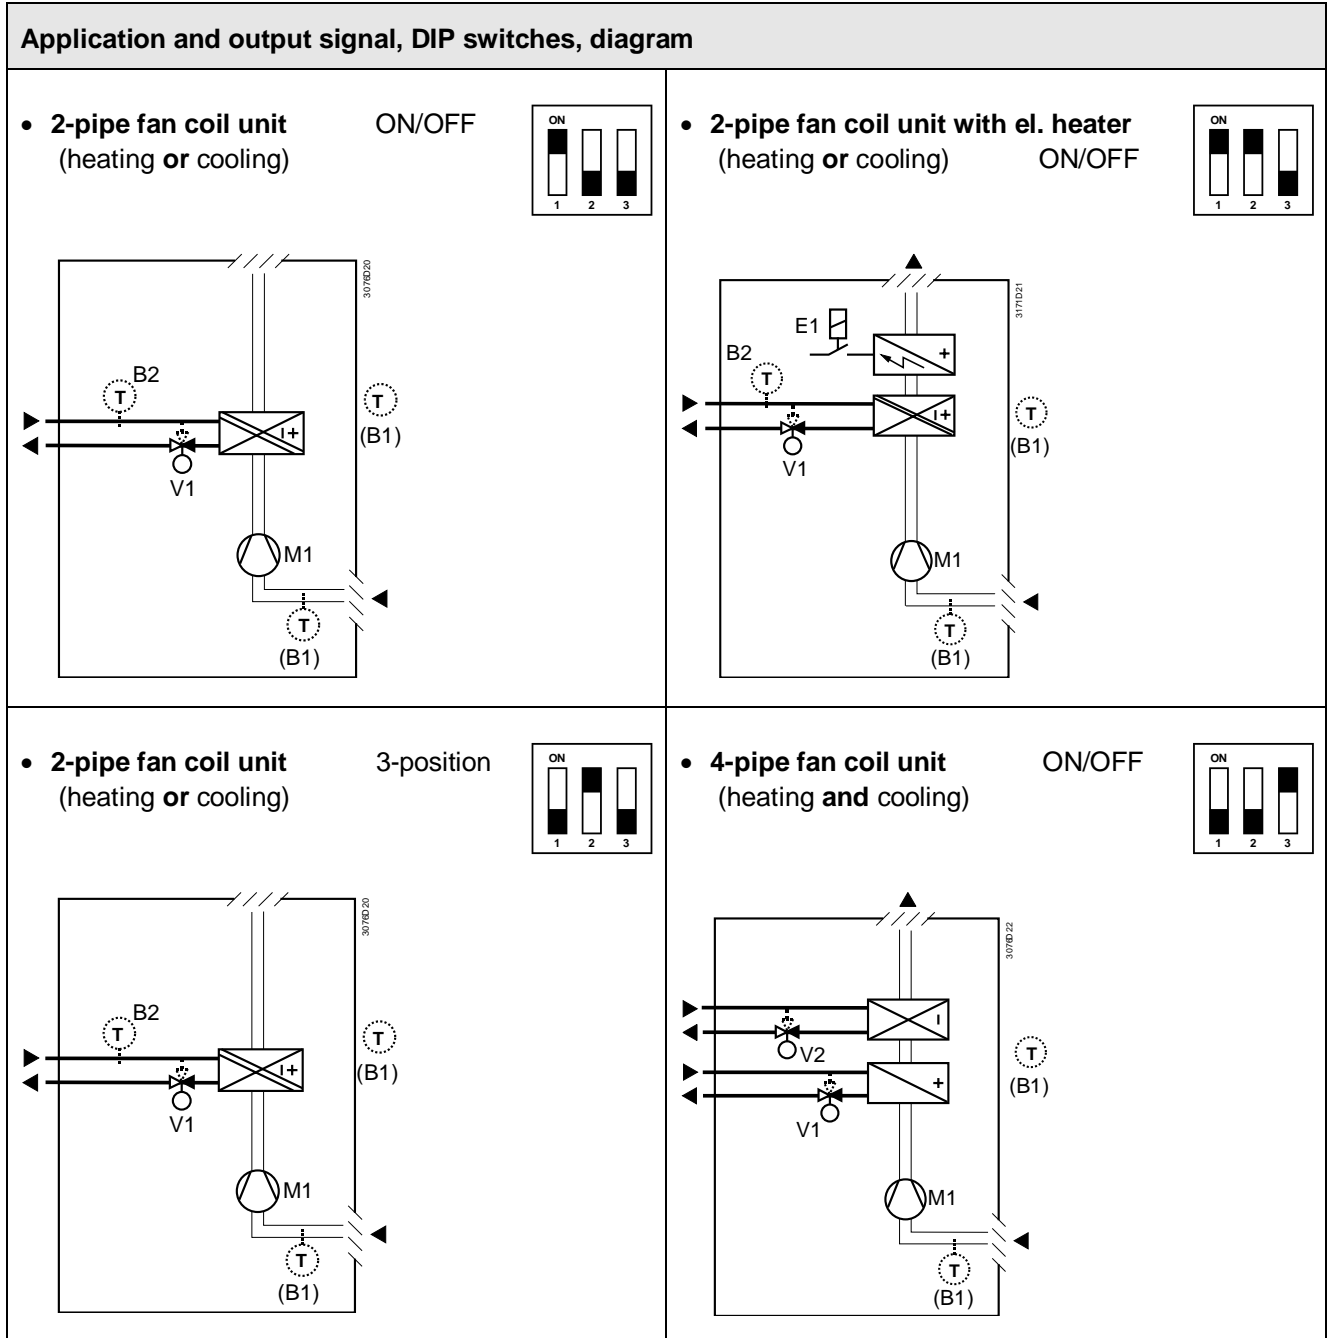 Application and output signal, DIP switches, diagram
• 2-pipe fan coil unit ON/OFF
(heating or cooling)
ON
1 2 3
3076D20
B2
T
T
(B1)
V1
M1
T
(B1)
• 2-pipe fan coil unit with el. heater
(heating or cooling) ON/OFF
ON
1 2 3
3171D21
E1
B2
T
T
(B1)
V1
M1
T
(B1)
• 2-pipe fan coil unit 3-position
(heating or cooling)
ON
1 2 3
3076D20
B2
T
T
(B1)
V1
M1
T
(B1)
• 4-pipe fan coil unit ON/OFF
(heating and cooling)
ON
1 2 3
3076D22
V2
T
(B1)
V1
M1
T
(B1)